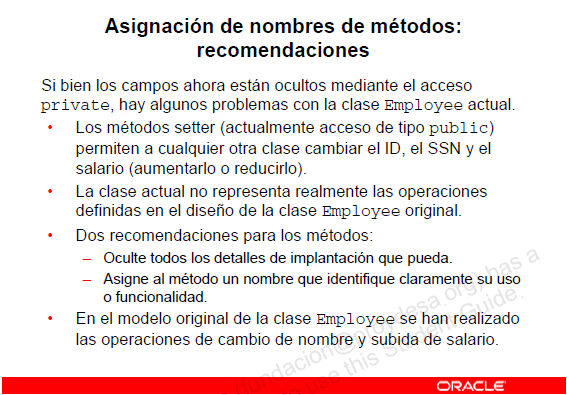 Asignación de nombres de métodos:
recomendaciones
Si bien los campos ahora están ocultos mediante el acceso
private, hay algunos problemas con la clase Employee actual.
• Los métodos setter (actualmente acceso de tipo public)
permiten a cualquier otra clase cambiar el ID, el SSN y el
salario (aumentarlo o reducirlo).
• La clase actual no representa realmente las operaciones
definidas en el diseño de la clase Employee original.
• Dos recomendaciones para los métodos:
– Oculte todos los detalles de implantación que pueda.
– Asigne al método un nombre que identifique claramente su uso
o funcionalidad.
• En el modelo original de la clase Employee se han realizado
las operaciones de cambio de nombre y subida de salario.
has a
use this Student Guide.
ORACLE